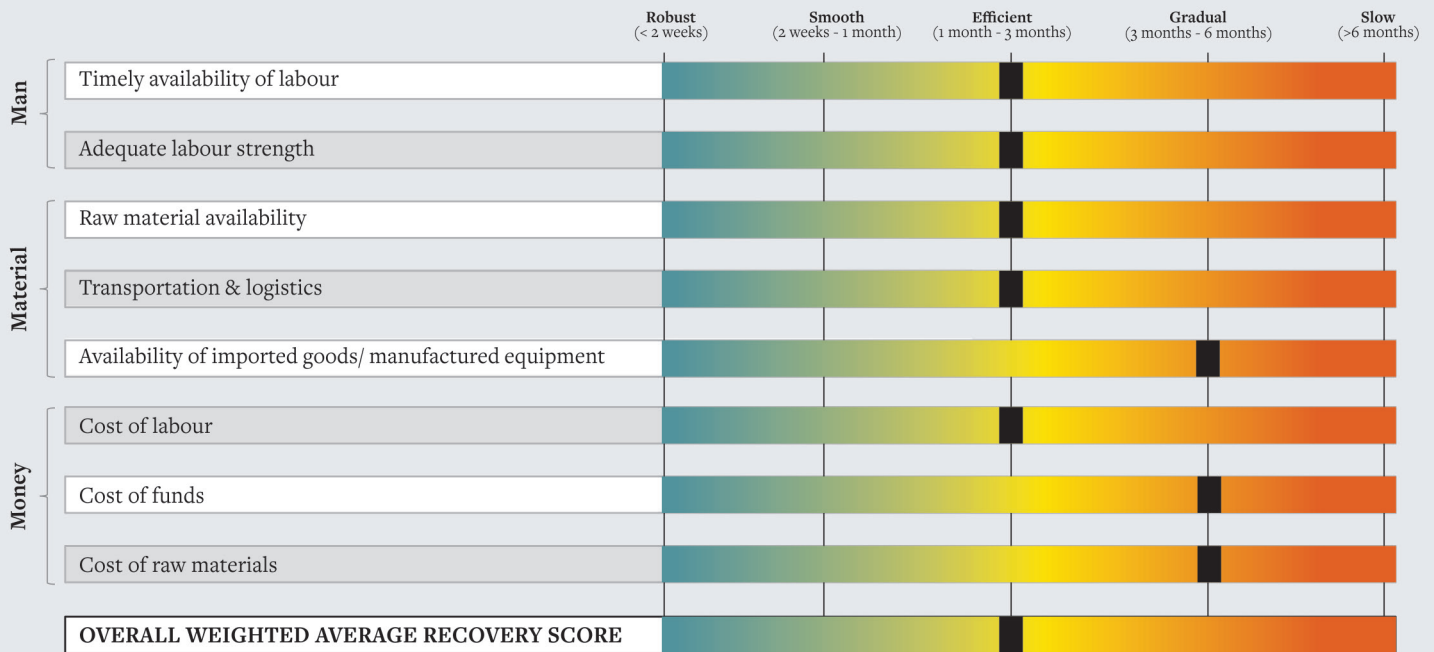 Robust
(< 2 weeks)
Smooth
(2 weeks - 1 month)
Efficient
(1 month - 3 months)
Gradual
(3 months - 6 months)
Slow
(>6 months)
Man
Timely availability of labour
Adequate labour strength
Material
Raw material availability
Transportation & logistics
Availability of imported goods/ manufactured equipment
Money
Cost of labour
Cost of funds
Cost of raw materials
OVERALL WEIGHTED AVERAGE RECOVERY SCORE